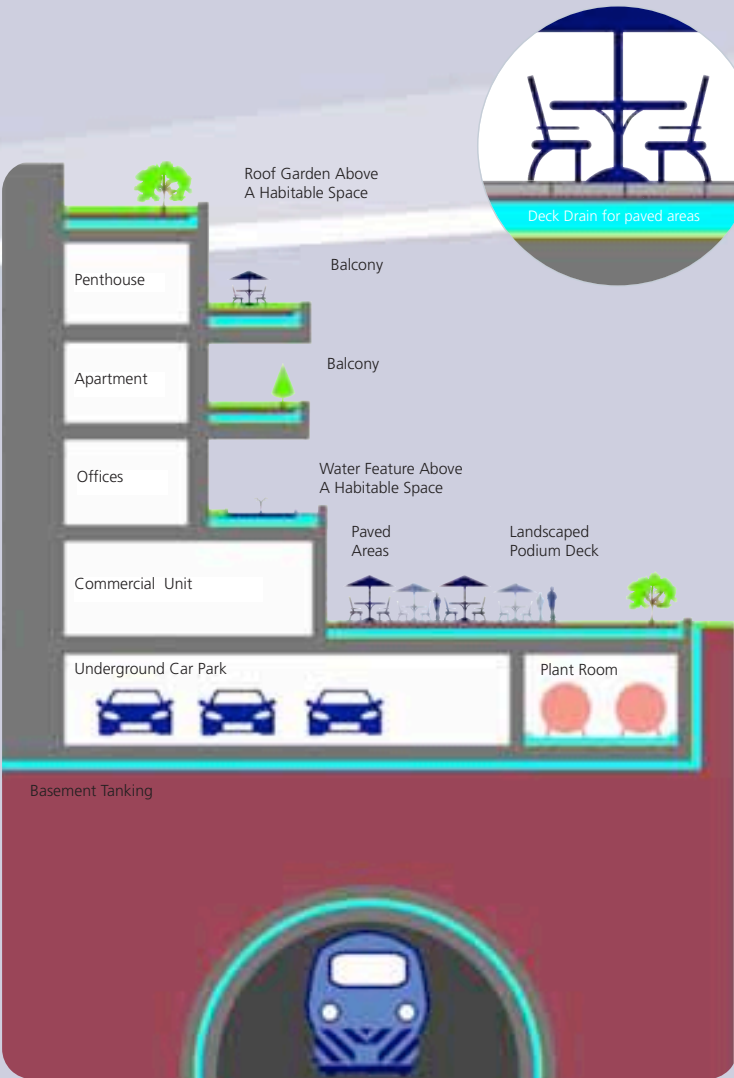 Deck Drain for paved areas
Roof Garden Above
A Habitable Space
Penthouse
Balcony
Apartment
Balcony
Offices
Water Feature Above
A Habitable Space
Paved
Areas
Landscaped
Podium Deck
Commercial Unit
Underground Car Park
Plant Room
Basement Tanking